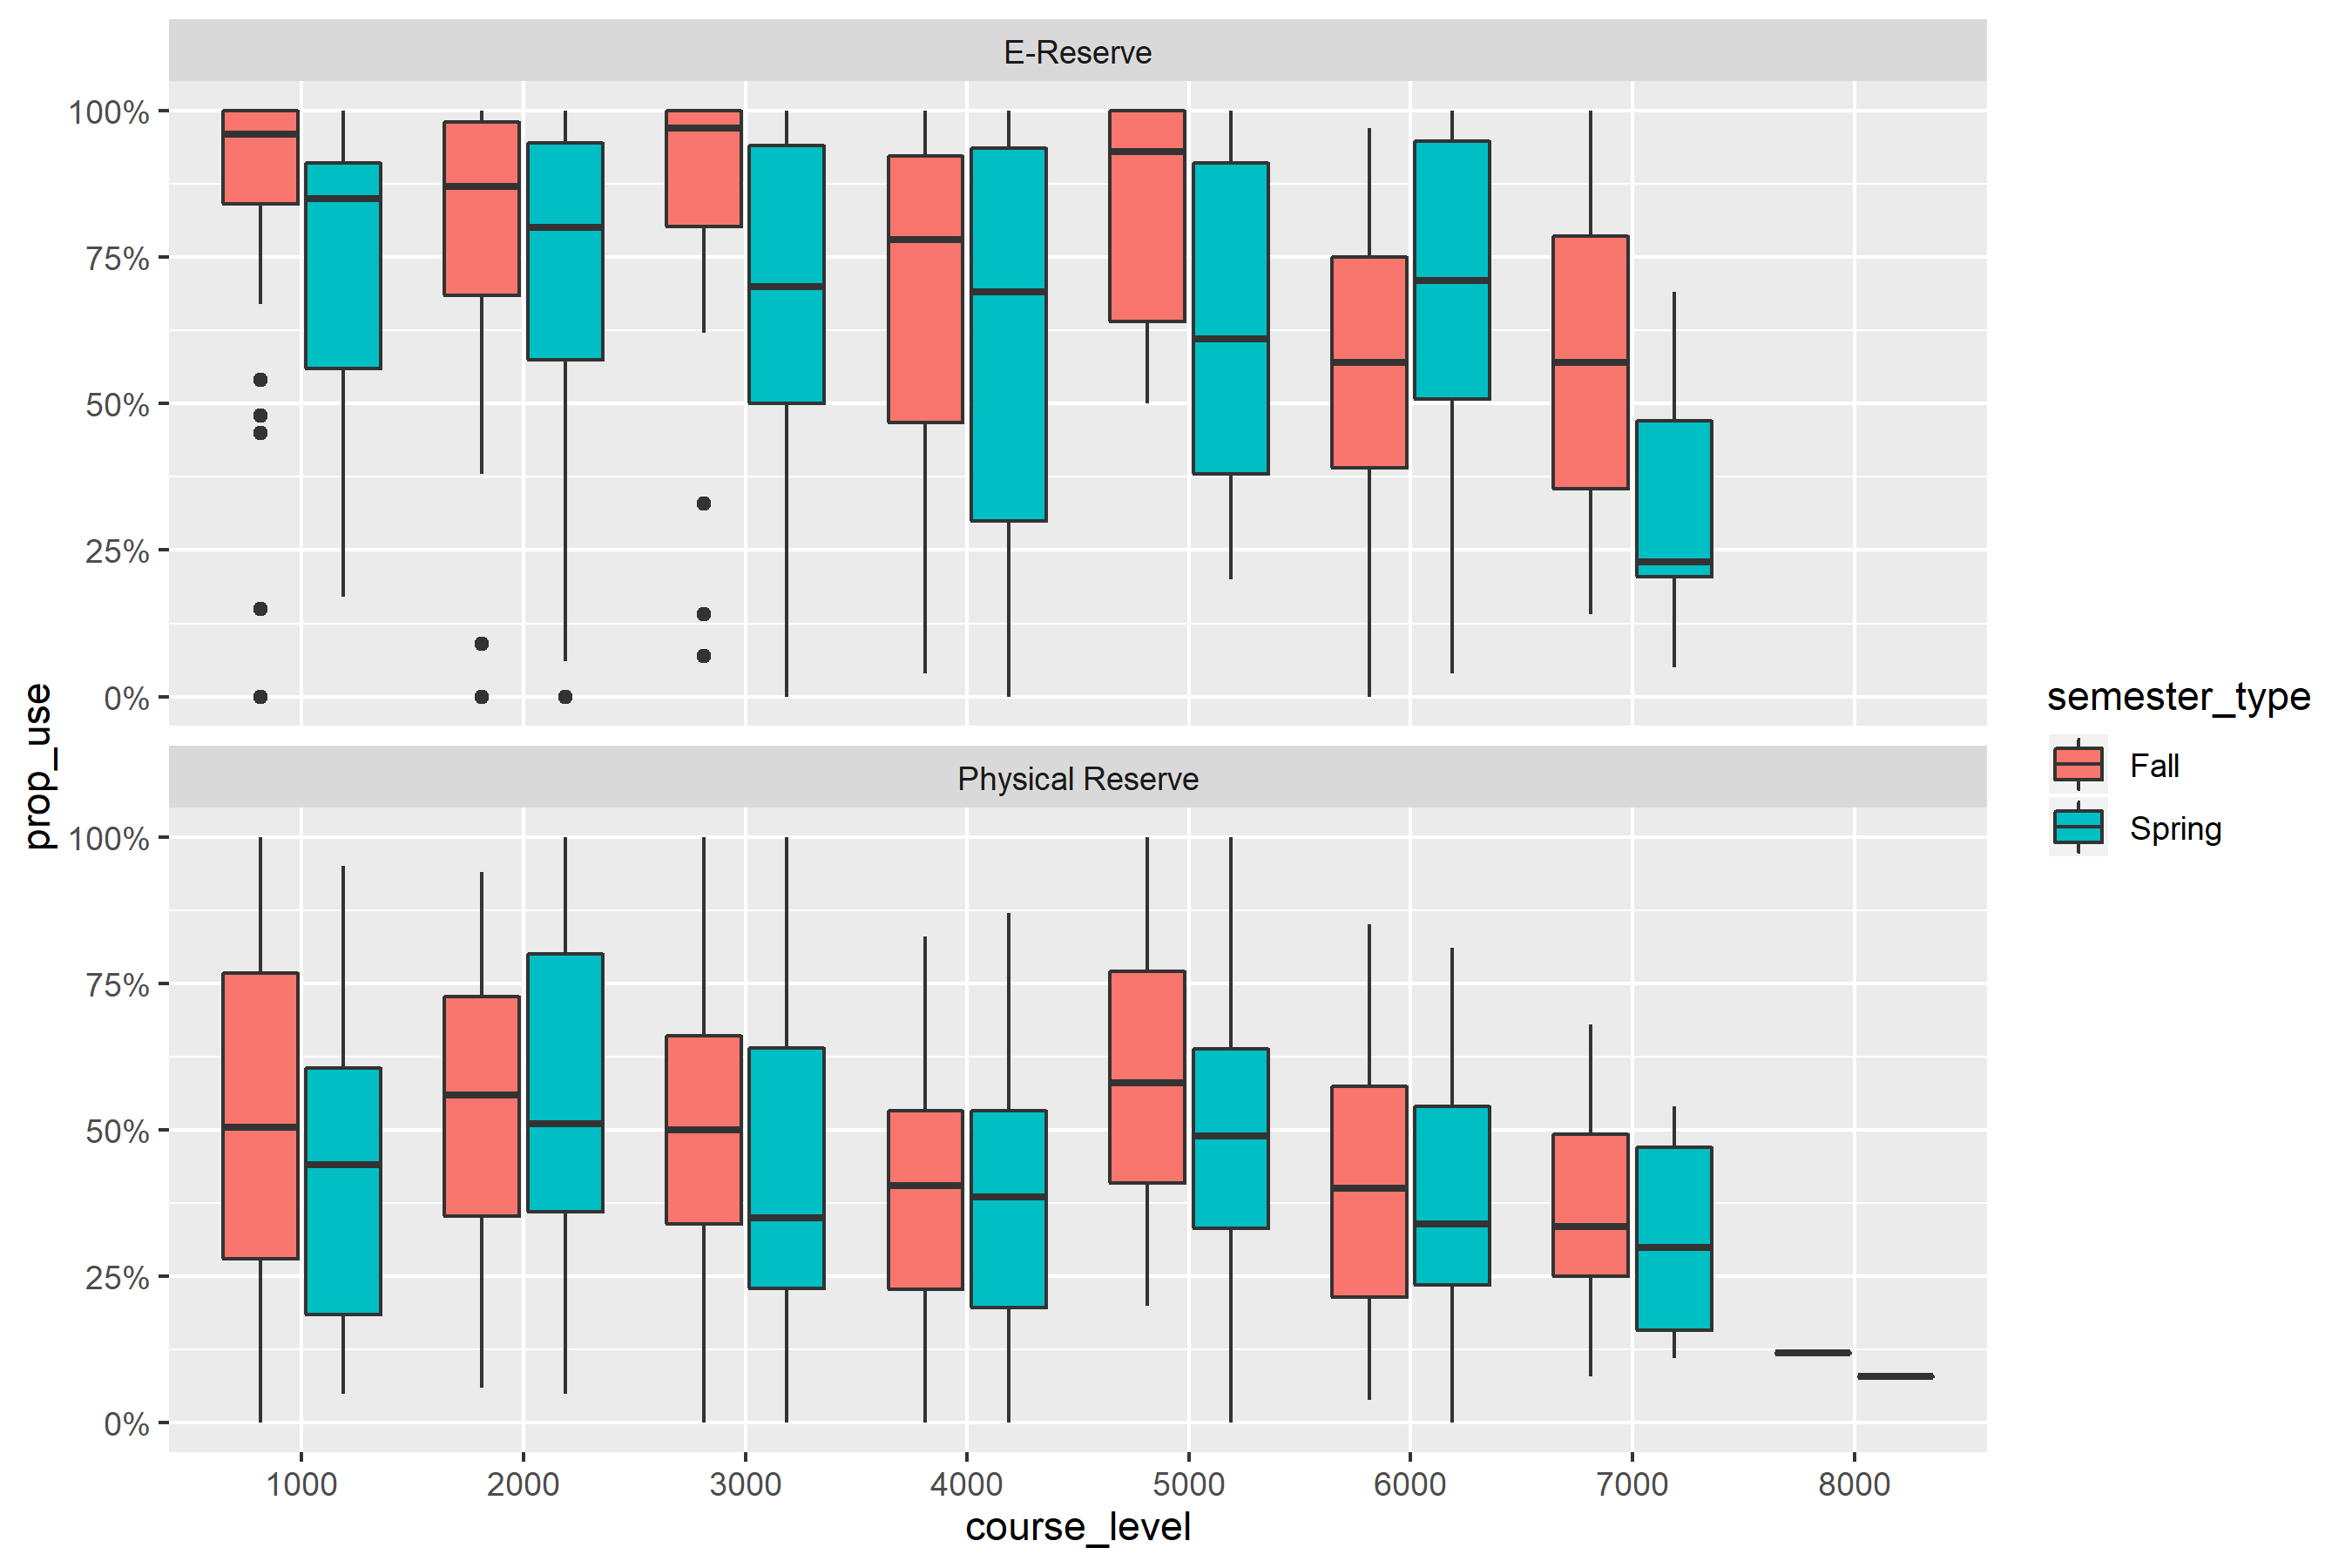 E-Reserve
100%
75%
50%
25%
0%
Physical Reserve
100%
75%
50%
25%
0%
prop_use
1000 2000 3000 4000 5000 6000 7000 8000
course_level
semester_type
Fall
Spring